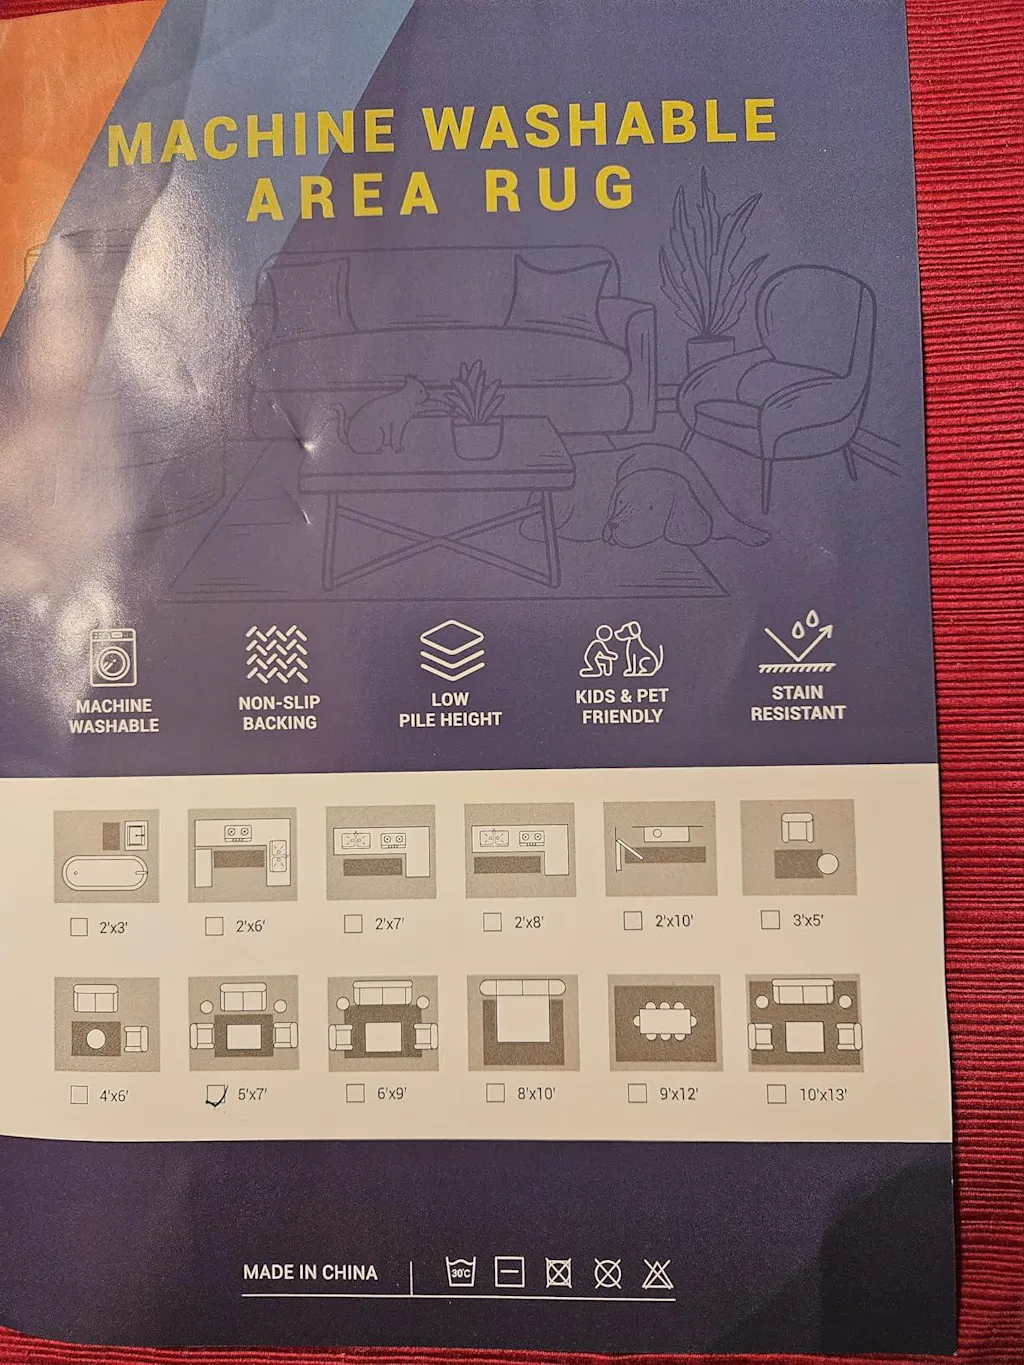 MACHINE WASHABLE
AREA RUG
MACHINE
WASHABLE
NON-SLIP
BACKING
LOW
PILE HEIGHT
KIDS & PET
FRIENDLY
STAIN
RESISTANT
2'x3'
2'x6'
2'x7'
2'x8'
2'x10'
3'x5'
4'x6'
5'x7'
6'x9'
8'x10'
9'x12'
10'x13'
MADE IN CHINA
30°C